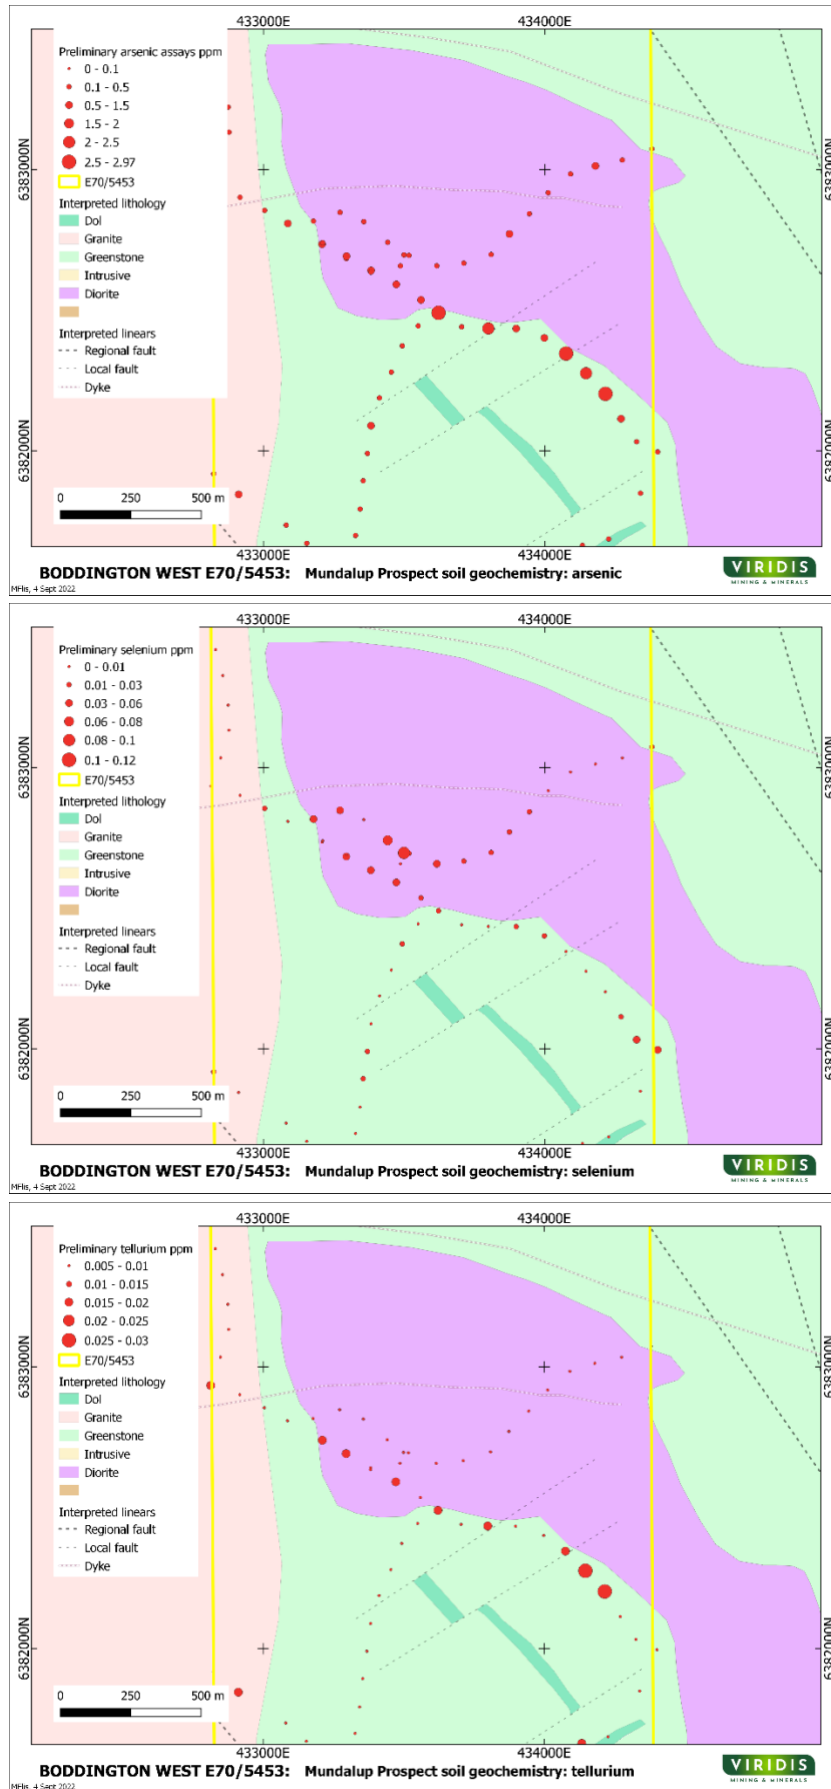 433000E 434000E
Preliminary arsenic assays ppm
0 - 0.1
0.1 - 0.5
0.5 - 1.5
1.5 - 2
2 - 2.5
2.5 - 2.97
E70/5453
Interpreted lithology
Dol
Granite
Greenstone
Intrusive
Diorite
Interpreted linears
Regional fault
Local fault
Dyke
6383000N 6383000N
6382000N 6382000N
0 250 500 m
433000E 434000E
BODDINGTON WEST E70/5453: Mundalup Prospect soil geochemistry: arsenic
VIRIDIS
MINING & MINERALS
MFlis, 4 Sept 2022
433000E 434000E
Preliminary selenium ppm
0 - 0.01
0.01 - 0.03
0.03 - 0.06
0.06 - 0.08
0.08 - 0.1
0.1 - 0.12
E70/5453
Interpreted lithology
Dol
Granite
Greenstone
Intrusive
Diorite
Interpreted linears
Regional fault
Local fault
Dyke
6383000N 6383000N
6382000N 6382000N
0 250 500 m
433000E 434000E
BODDINGTON WEST E70/5453: Mundalup Prospect soil geochemistry: selenium
VIRIDIS
MINING & MINERALS
MFlis, 4 Sept 2022
433000E 434000E
Preliminary tellurium ppm
0.005 - 0.01
0.01 - 0.015
0.015 - 0.02
0.02 - 0.025
0.025 - 0.03
E70/5453
Interpreted lithology
Dol
Granite
Greenstone
Intrusive
Diorite
Interpreted linears
Regional fault
Local fault
Dyke
6383000N 6383000N
6382000N 6382000N
0 250 500 m
433000E 434000E
BODDINGTON WEST E70/5453: Mundalup Prospect soil geochemistry: tellurium
VIRIDIS
MINING & MINERALS
MFlis, 4 Sept 2022